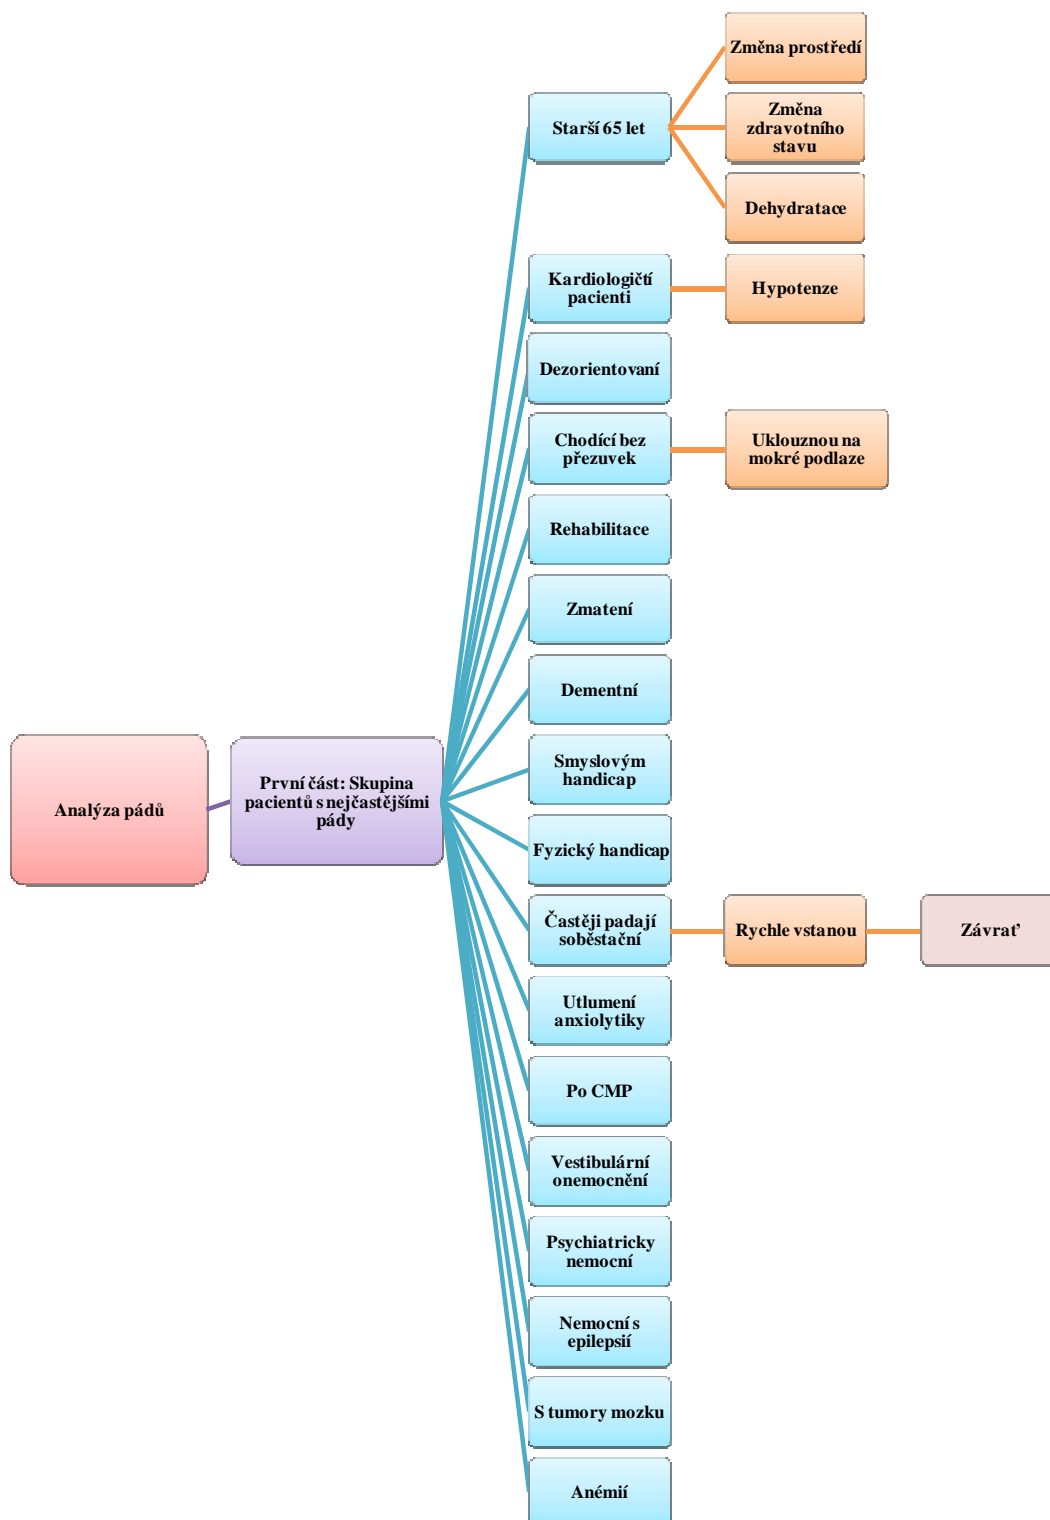 Analýza pádů
První část: Skupina
pacientů s nejčastějšími
pády
Starší 65 let
Změna prostředí
Změna
zdravotního
stavu
Dehydratace
Kardiologičtí
pacienti
Hypotenze
Dezorientovaní
Chodící bez
přezuvek
Uklouznou na
mokré podlaze
Rehabilitace
Zmatení
Dementní
Smyslovým
handicap
Fyzický handicap
Častěji padají
soběstační
Rychle vstanou
Závrať
Utlumení
anxiolytiky
Po CMP
Vestibulární
onemocnění
Psychiatricky
nemocní
Nemocní s
epilepsií
S tumory mozku
Anémií